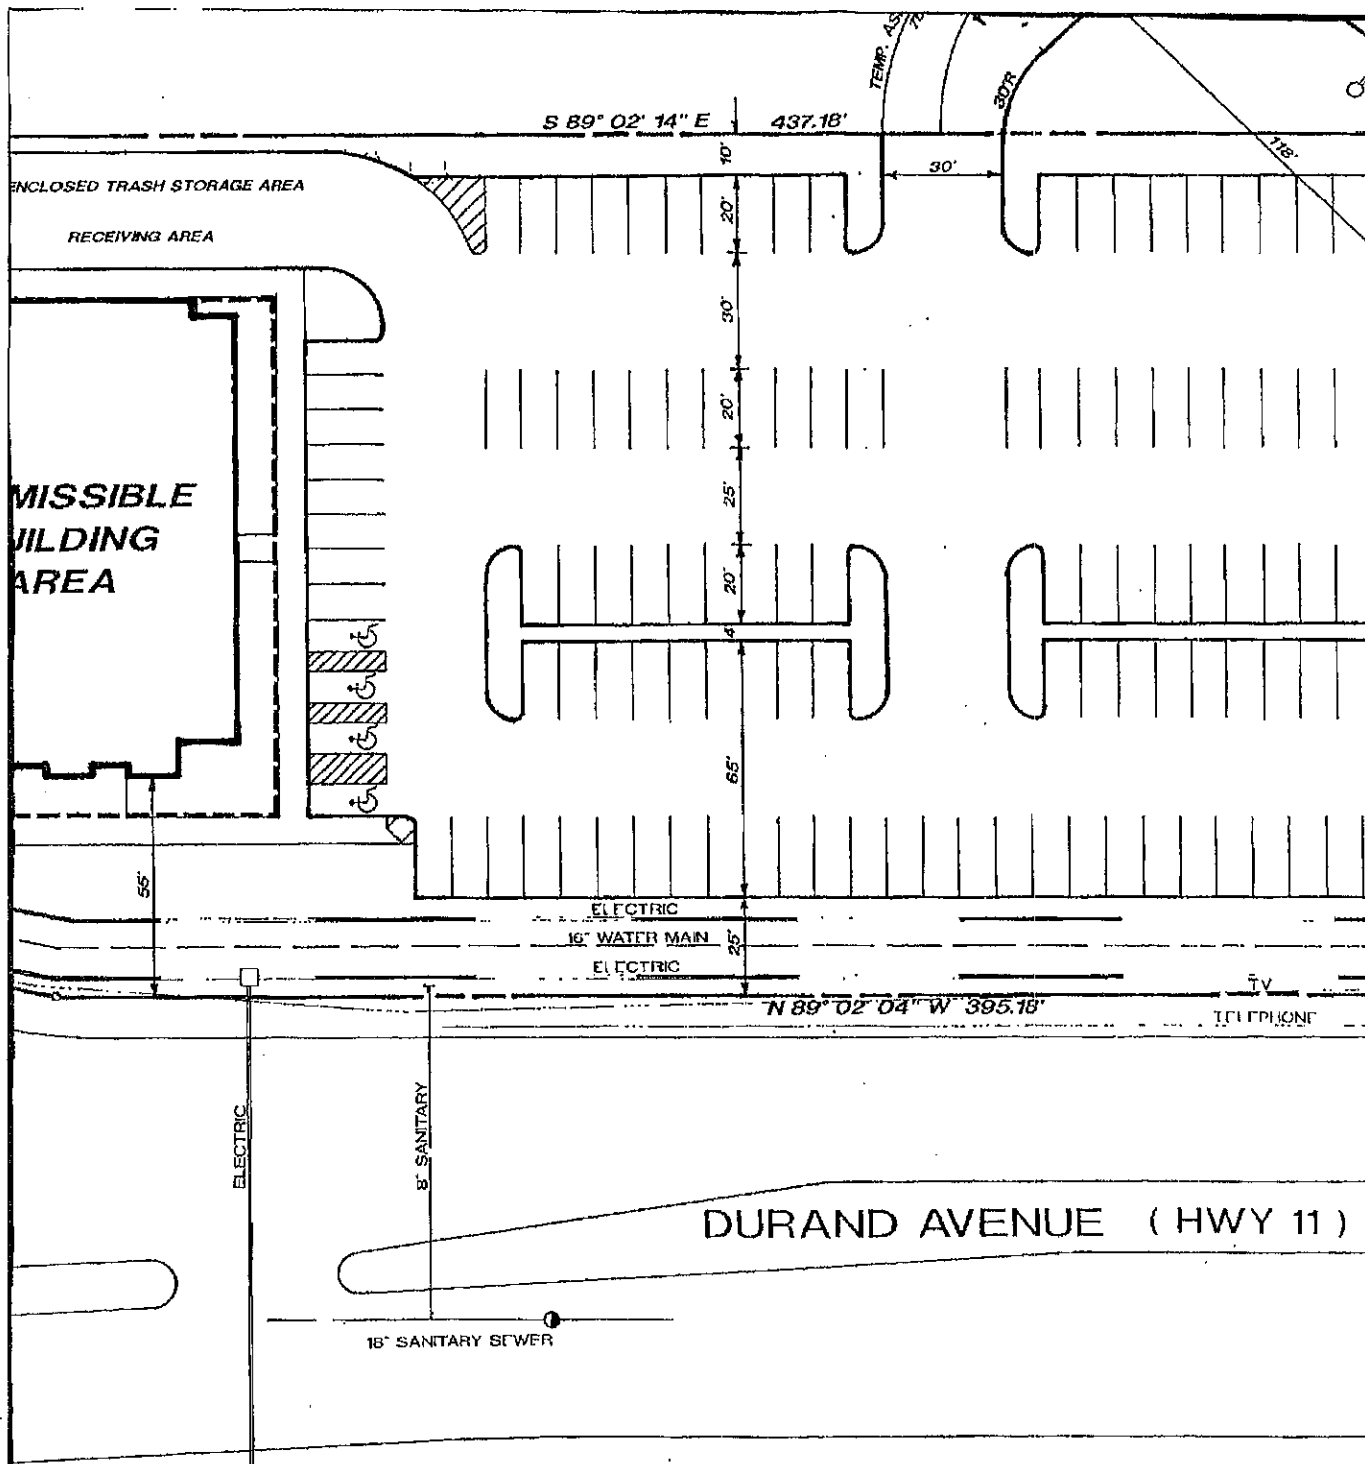 TEMP. AS
30'R
S 89° 02' 14" E 437.18'
118'
10'
30'
ENCLOSED TRASH STORAGE AREA
20'
RECEIVING AREA
30'
20'
MISSIBLE
UILDING
AREA
25'
20'
4'
65'
55'
ELECTRIC
16" WATER MAIN
25'
ELECTRIC
TV
N 89° 02' 04" W 395.18'
TELEPHONE
ELECTRIC
8" SANITARY
DURAND AVENUE ( HWY 11 )
18" SANITARY SEWER